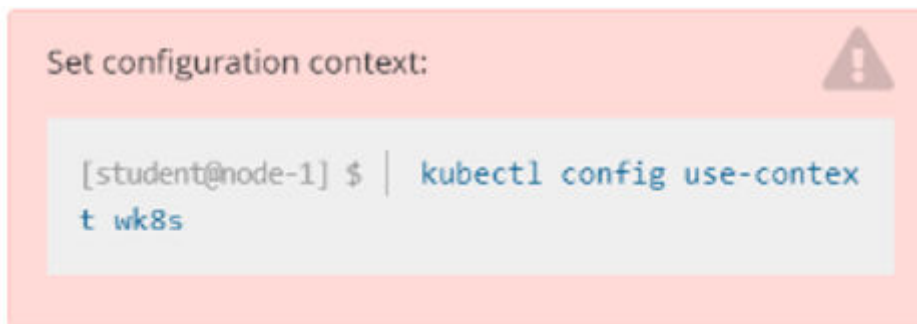 Set configuration context:
[student@node-1] $ | kubectl config use-contex
t wk8s